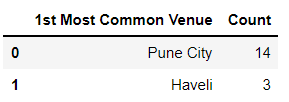 1st Most Common Venue Count
0 Pune City 14
1 Haveli 3